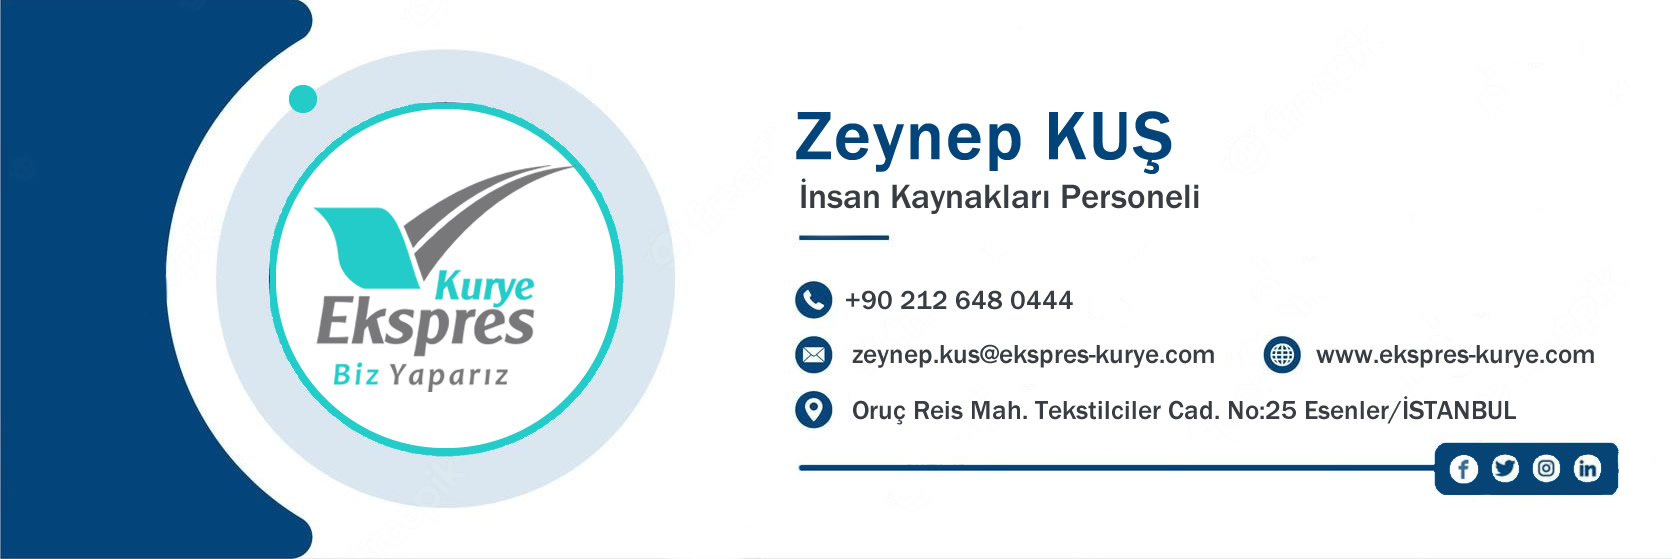 Kurye
Ekspres
Biz Yaparız
Zeynep KUŞ
İnsan Kaynakları Personeli
+90 212 648 0444
zeynep.kus@ekspres-kurye.com
www.ekspres-kurye.com
Oruç Reis Mah. Tekstilciler Cad. No:25 Esenler/İSTANBUL